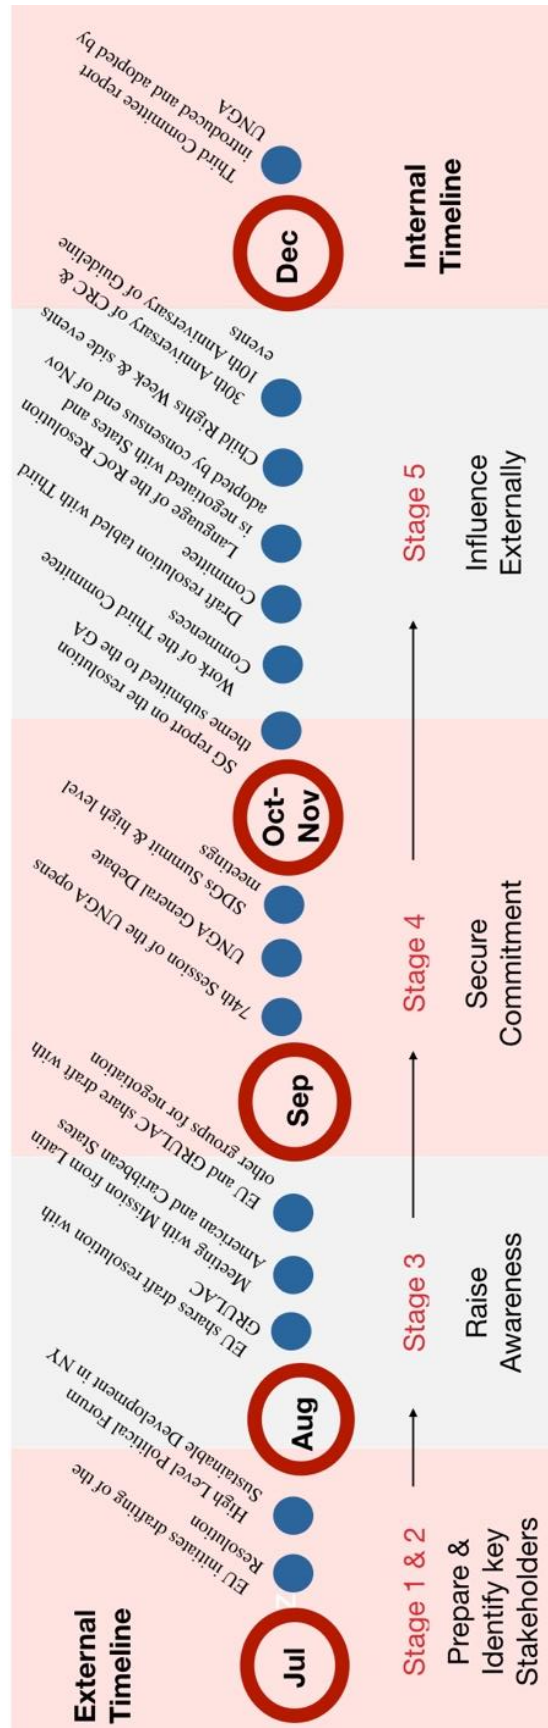 External
Timeline
EU initiates drafting of the
Resolution
High Level Political Forum
Sustainable Development in NY
EU shares draft resolution with
GRULAC
Meeting with Mission from Latin
American and Caribbean States
EU and GRULAC share draft with
other groups for negotiation
74th Session of the UNGA opens
UNGA General Debate
SDGs Summit & high level
meetings
SG report on the resolution
theme submitted to the GA
Work of the Third Committee
Commences
Draft resolution tabled with Third
Committee
Language of the RoC Resolution
is negotiated with States and
adopted by consensus end of Nov
Child Rights Week & side events
30th Anniversary of CRC &
10th Anniversary of Guideline
events
Third Committee report
introduced and adopted by
UNGA
Jul
Aug
Sep
Oct-
Nov
Dec
Stage 1 & 2
Prepare &
Identify key
Stakeholders
Stage 3
Raise
Awareness
Stage 4
Secure
Commitment
Stage 5
Influence
Externally
Internal
Timeline